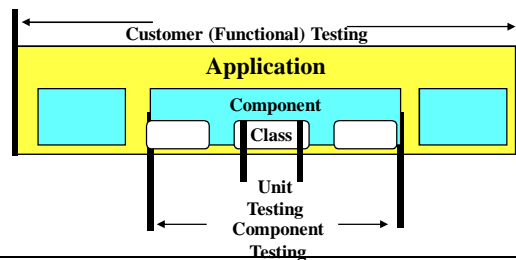 Customer (Functional) Testing
Application
Component
Class
Unit
Testing
Component
Testing